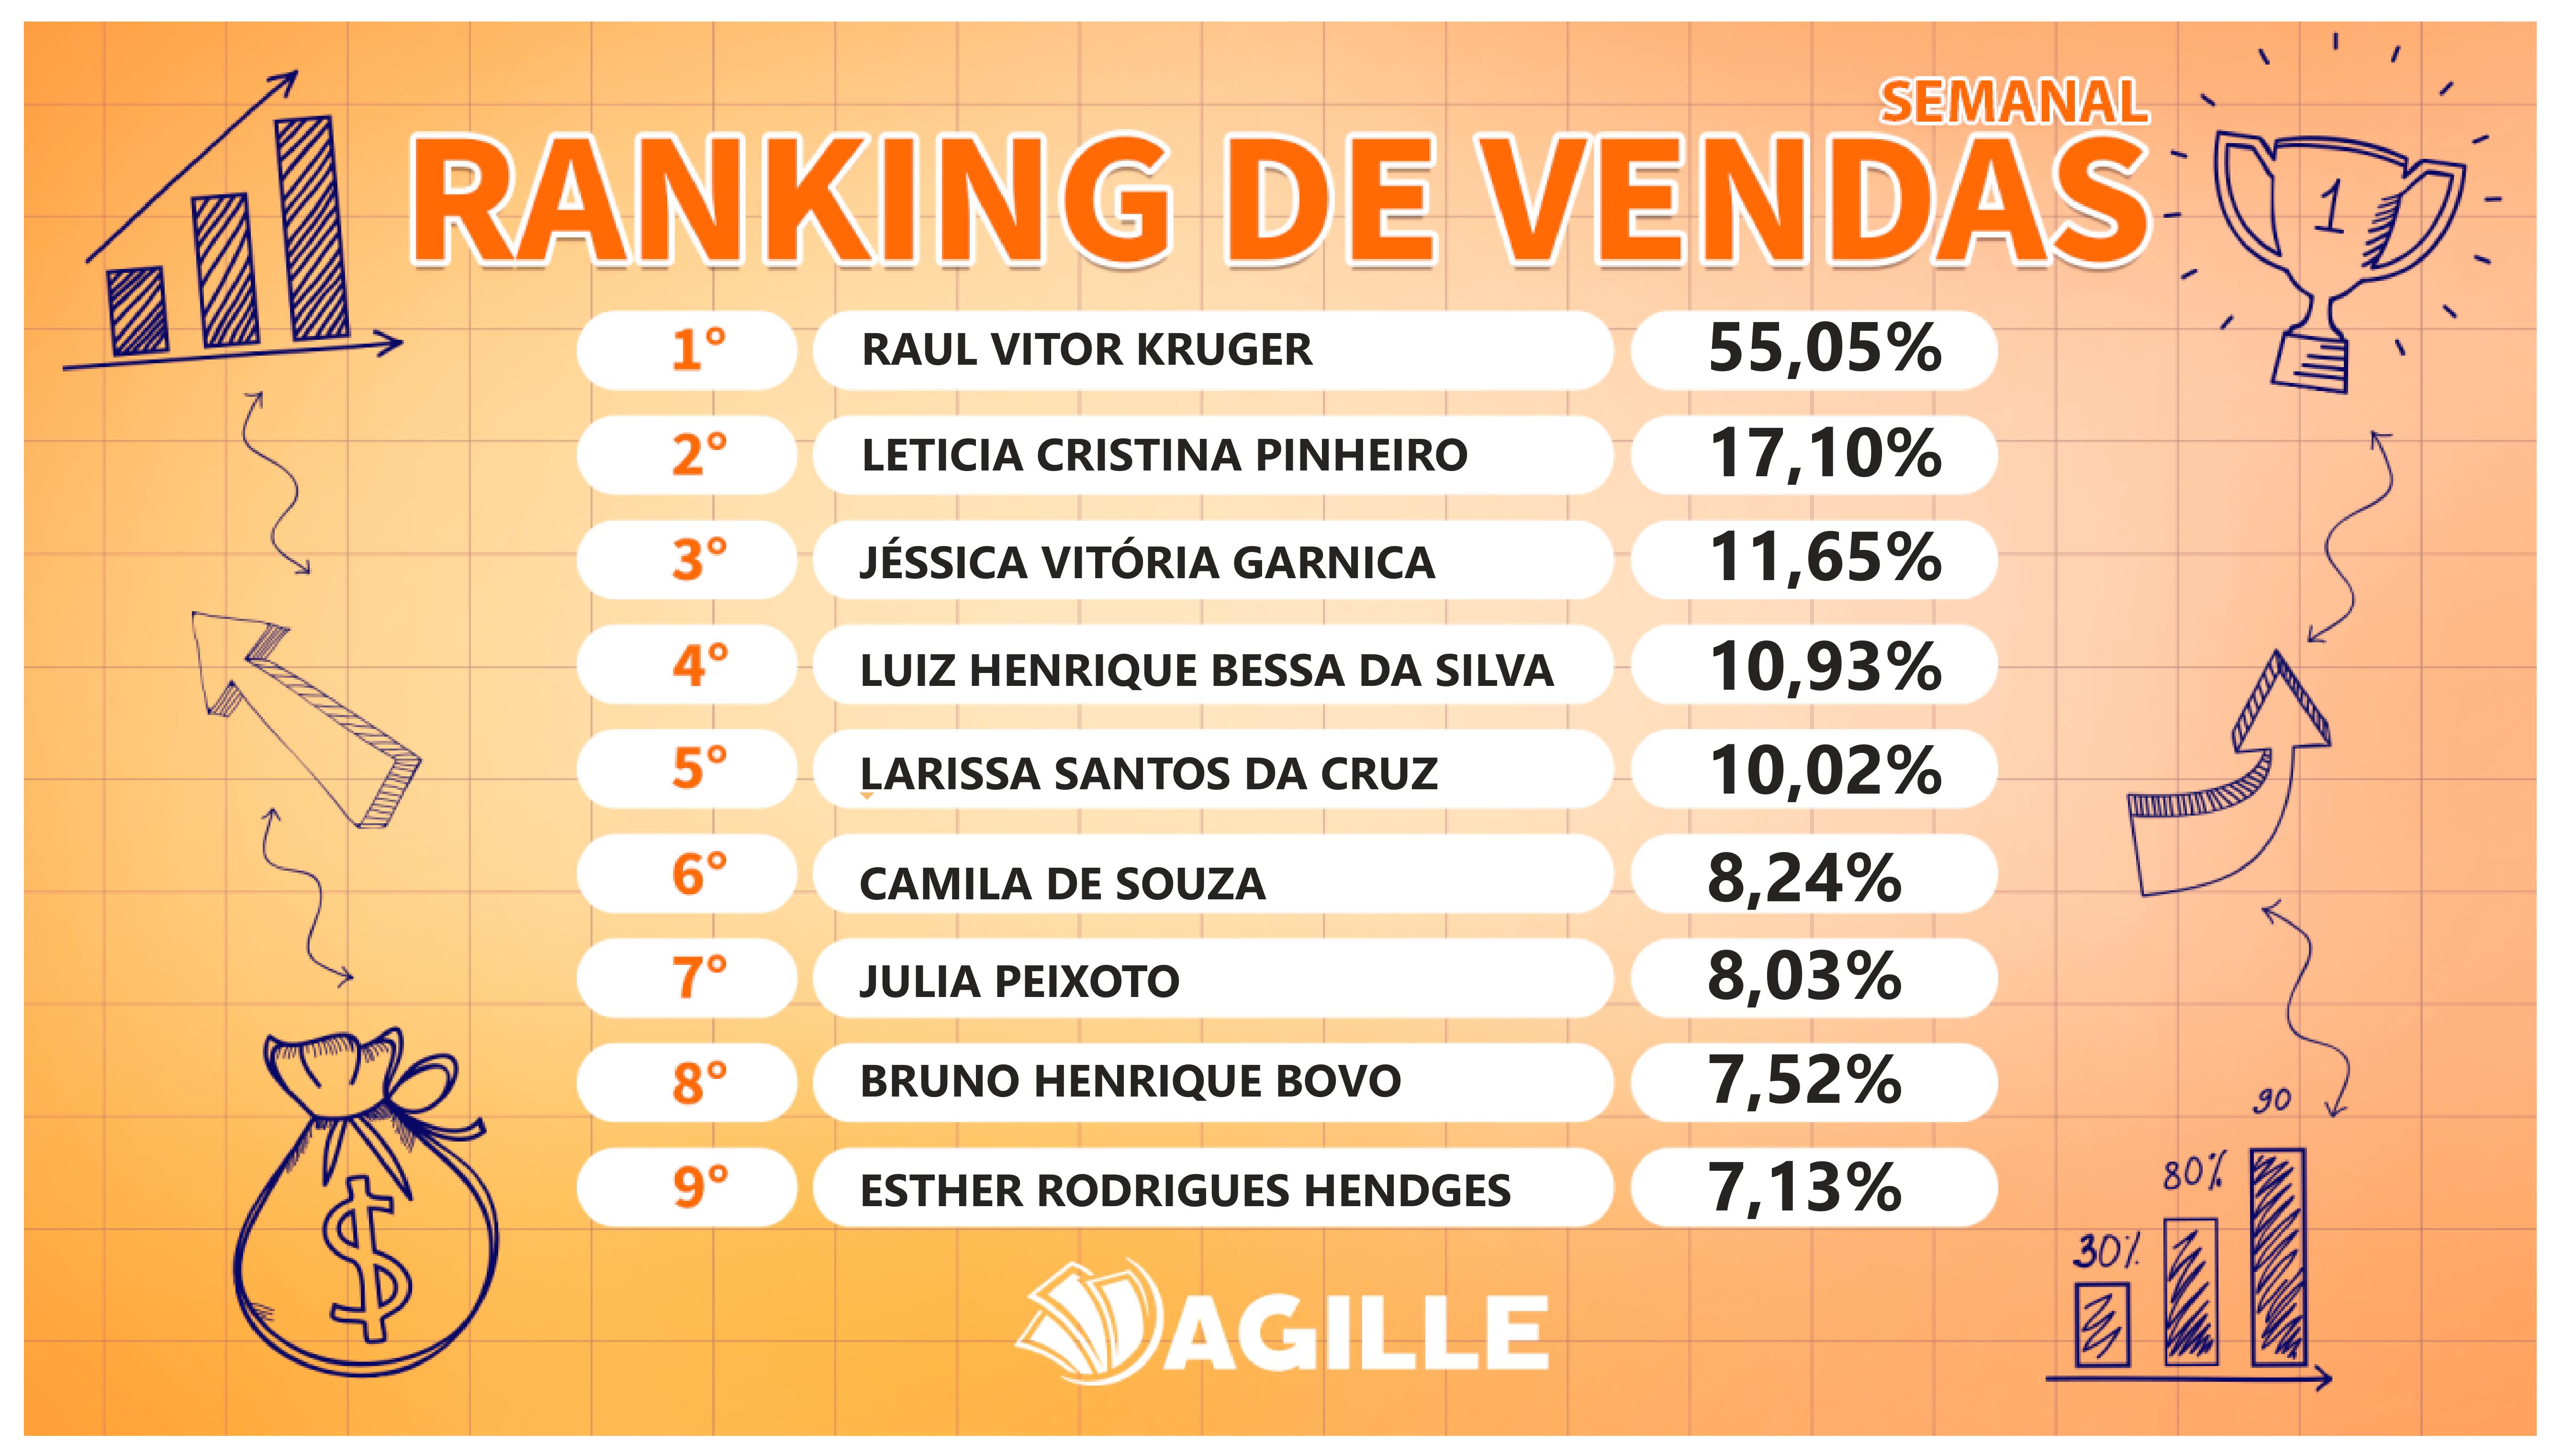 SEMANAL
RANKING DE VENDAS
1
1° RAUL VITOR KRUGER 55,05%
2° LETICIA CRISTINA PINHEIRO 17,10%
3° JÉSSICA VITÓRIA GARNICA 11,65%
4° LUIZ HENRIQUE BESSA DA SILVA 10,93%
5° LARISSA SANTOS DA CRUZ 10,02%
6° CAMILA DE SOUZA 8,24%
7° JULIA PEIXOTO 8,03%
8° BRUNO HENRIQUE BOVO 7,52%
9° ESTHER RODRIGUES HENDGES 7,13%
$
30% 80% 90
AGILLE